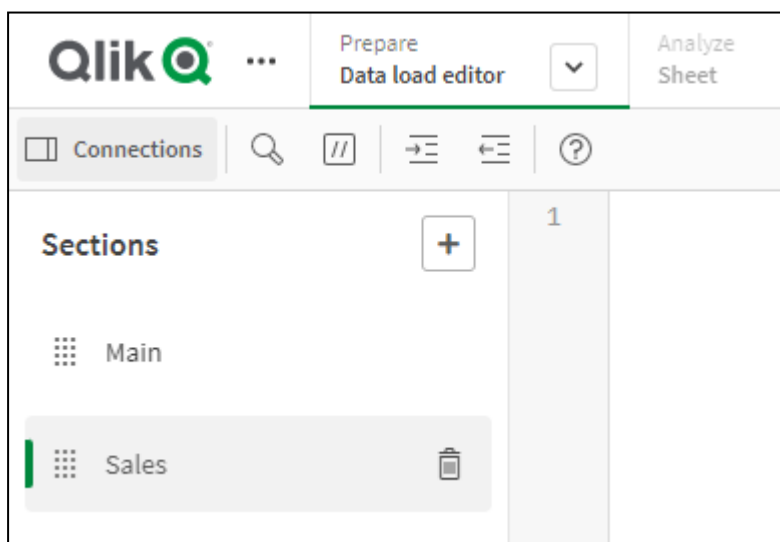 Qlik
Prepare
Data load editor
Analyze
Sheet
Connections
//
?
Sections
+
1
Main
Sales